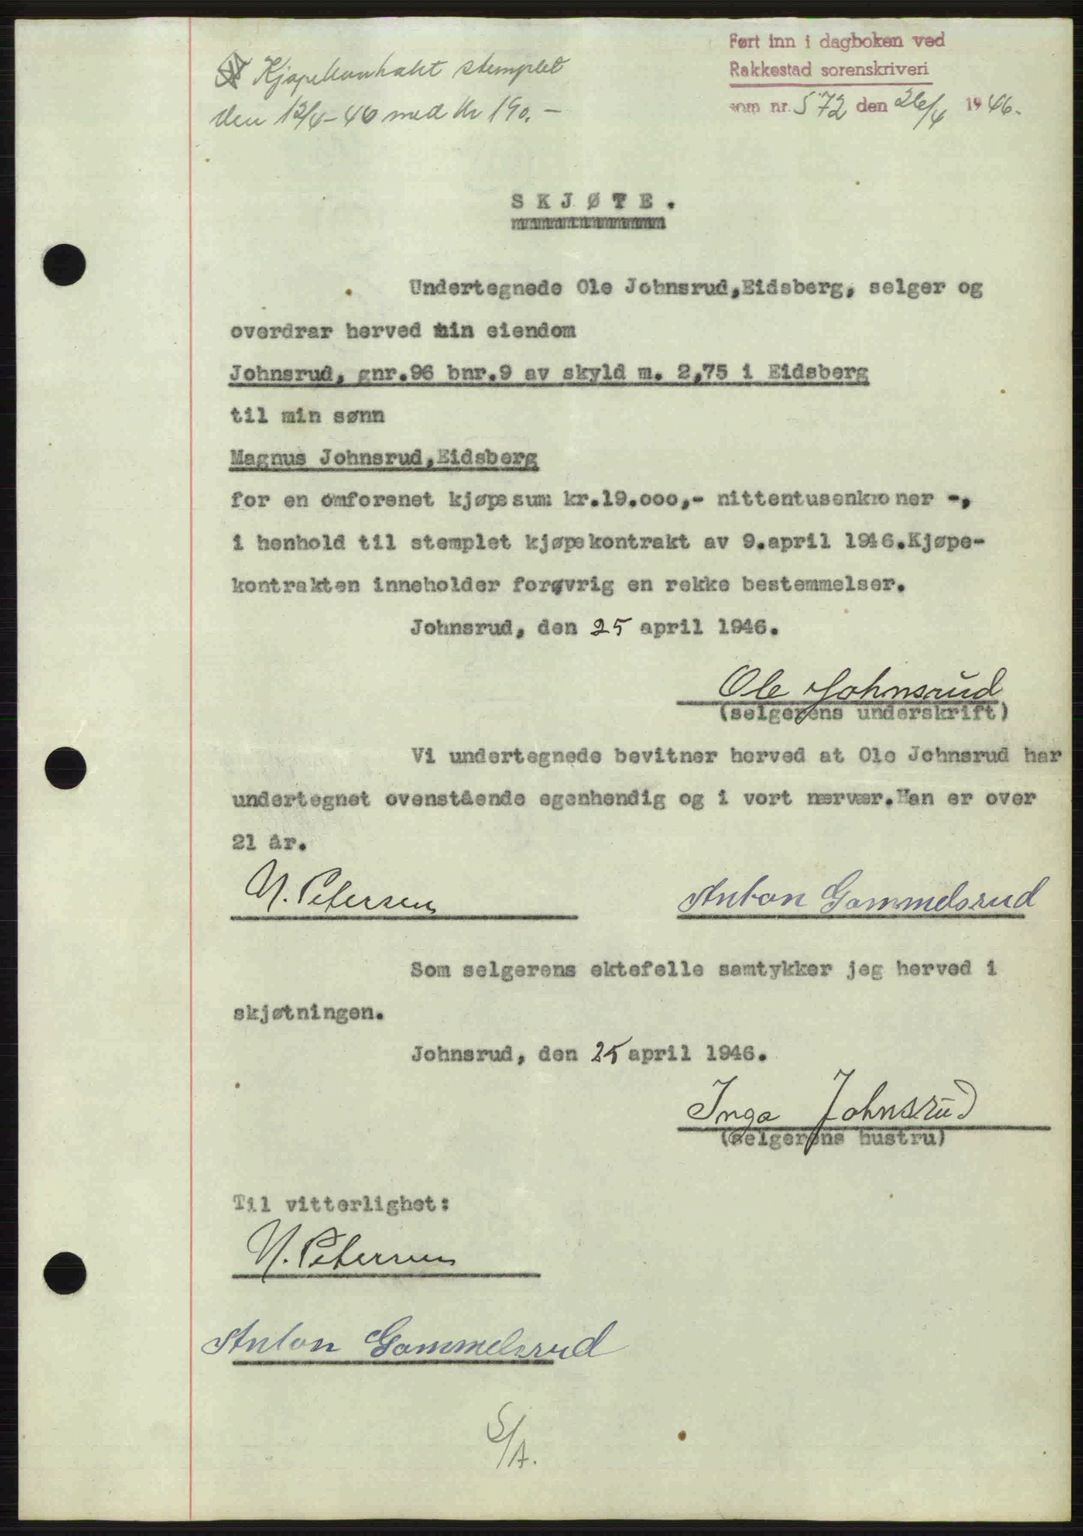 Kjøpekontrakt stemplet
den 12/4-46 med Kr 190.-
Ført inn i dagboken ved
Rakkestad sorenskriveri
som nr. 572 den 26/4 1946.
SKJØTE.
Undertegnede Ole Johnsrud,Eidsberg, selger og
overdrar herved min eiendom
Johnsrud, gnr.96 bnr.9 av skyld m. 2,75 i Eidsberg
til min sønn
Magnus Johnsrud,Eidsberg
for en omforenet kjøpesum kr.19.000,- nittentusenkroner -,
i henhold til stemplet kjøpekontrakt av 9.april 1946.Kjøpe-
kontrakten inneholder forøvrig en rekke bestemmelser.
Johnsrud, den 25 april 1946.
Ole Johnsrud
(selgerens underskrift)
Vi undertegnede bevitner herved at Ole Johnsrud har
undertegnet ovenstående egenhendig og i vort nærvær.Han er over
21 år.
N. Petersen Anton Gammelsrud
Som selgerens ektefelle samtykker jeg herved i
skjøtningen.
Johnsrud, den 25 april 1946.
Inga Johnsrud
(selgerens hustru)
Til vitterlighet:
N. Petersen
Anton Gammelsrud
S/A.